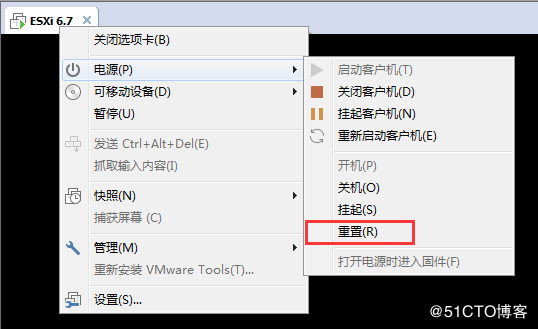 ESXi 6.7
关闭选项卡(B)
电源(P)
可移动设备(D)
暂停(U)
发送 Ctrl+Alt+Del(E)
抓取输入内容(I)
快照(N)
捕获屏幕 (C)
管理(M)
重新安装 VMware Tools(T)...
设置(S)...
启动客户机(T)
关闭客户机(D)
挂起客户机(N)
重新启动客户机(E)
开机(P)
关机(O)
挂起(S)
重置(R)
打开电源时进入固件(F)
@51CTO博客